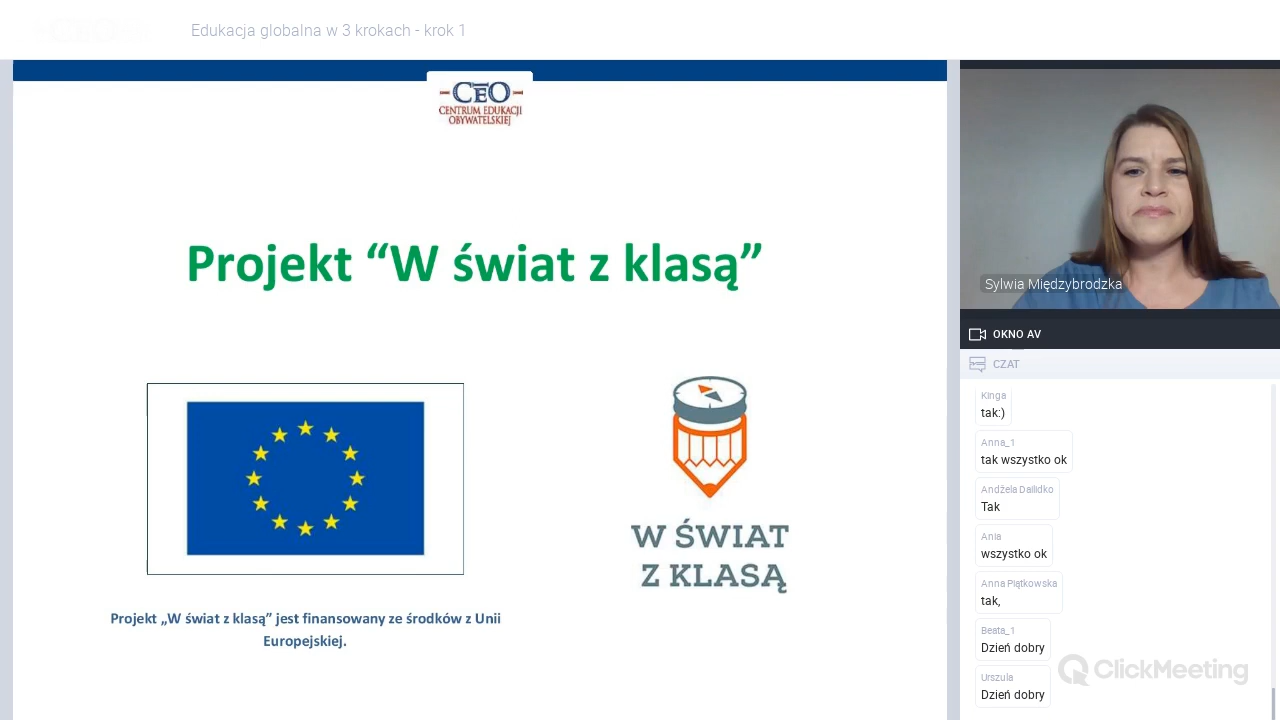 Edukacja globalna w 3 krokach - krok 1
CEO
CENTRUM EDUKACJI
OBYWATELSKIEJ
Projekt “W świat z klasą”
W ŚWIAT
Z KLASĄ
Projekt „W świat z klasą” jest finansowany ze środków z Unii
Europejskiej.
Sylwia Międzybrodzka
OKNO AV
CZAT
Kinga
tak:)
Anna_1
tak wszystko ok
Andżela Dailidko
Tak
Ania
wszystko ok
Anna Piątkowska
tak,
Beata_1
Dzień dobry
Urszula
Dzień dobry
ClickMeeting